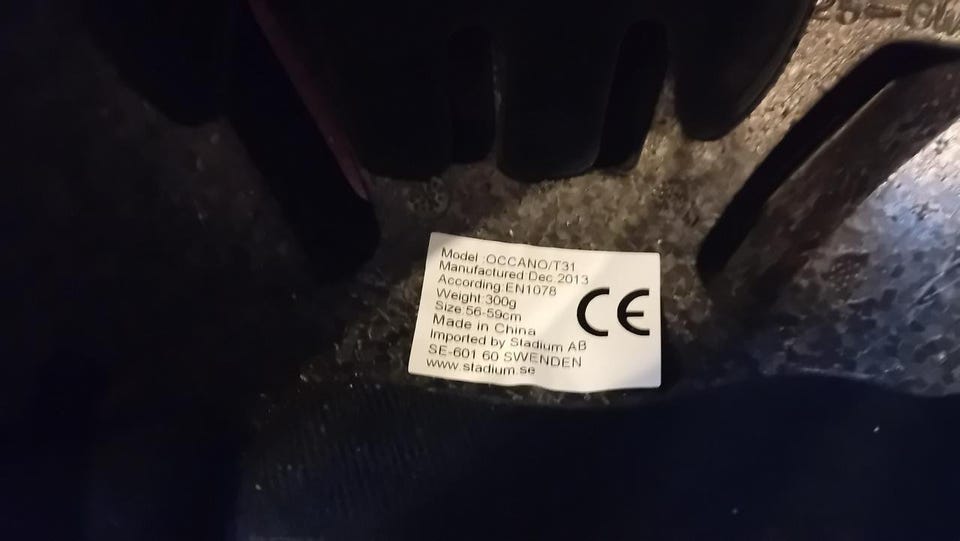 Model :OCCANO/T31
Manufactured:Dec 2013
According:EN1078
Weight:300g
Size:56-59cm
Made in China
Imported by Stadium AB
SE-601 60 SWENDEN
www.stadium.se
CE